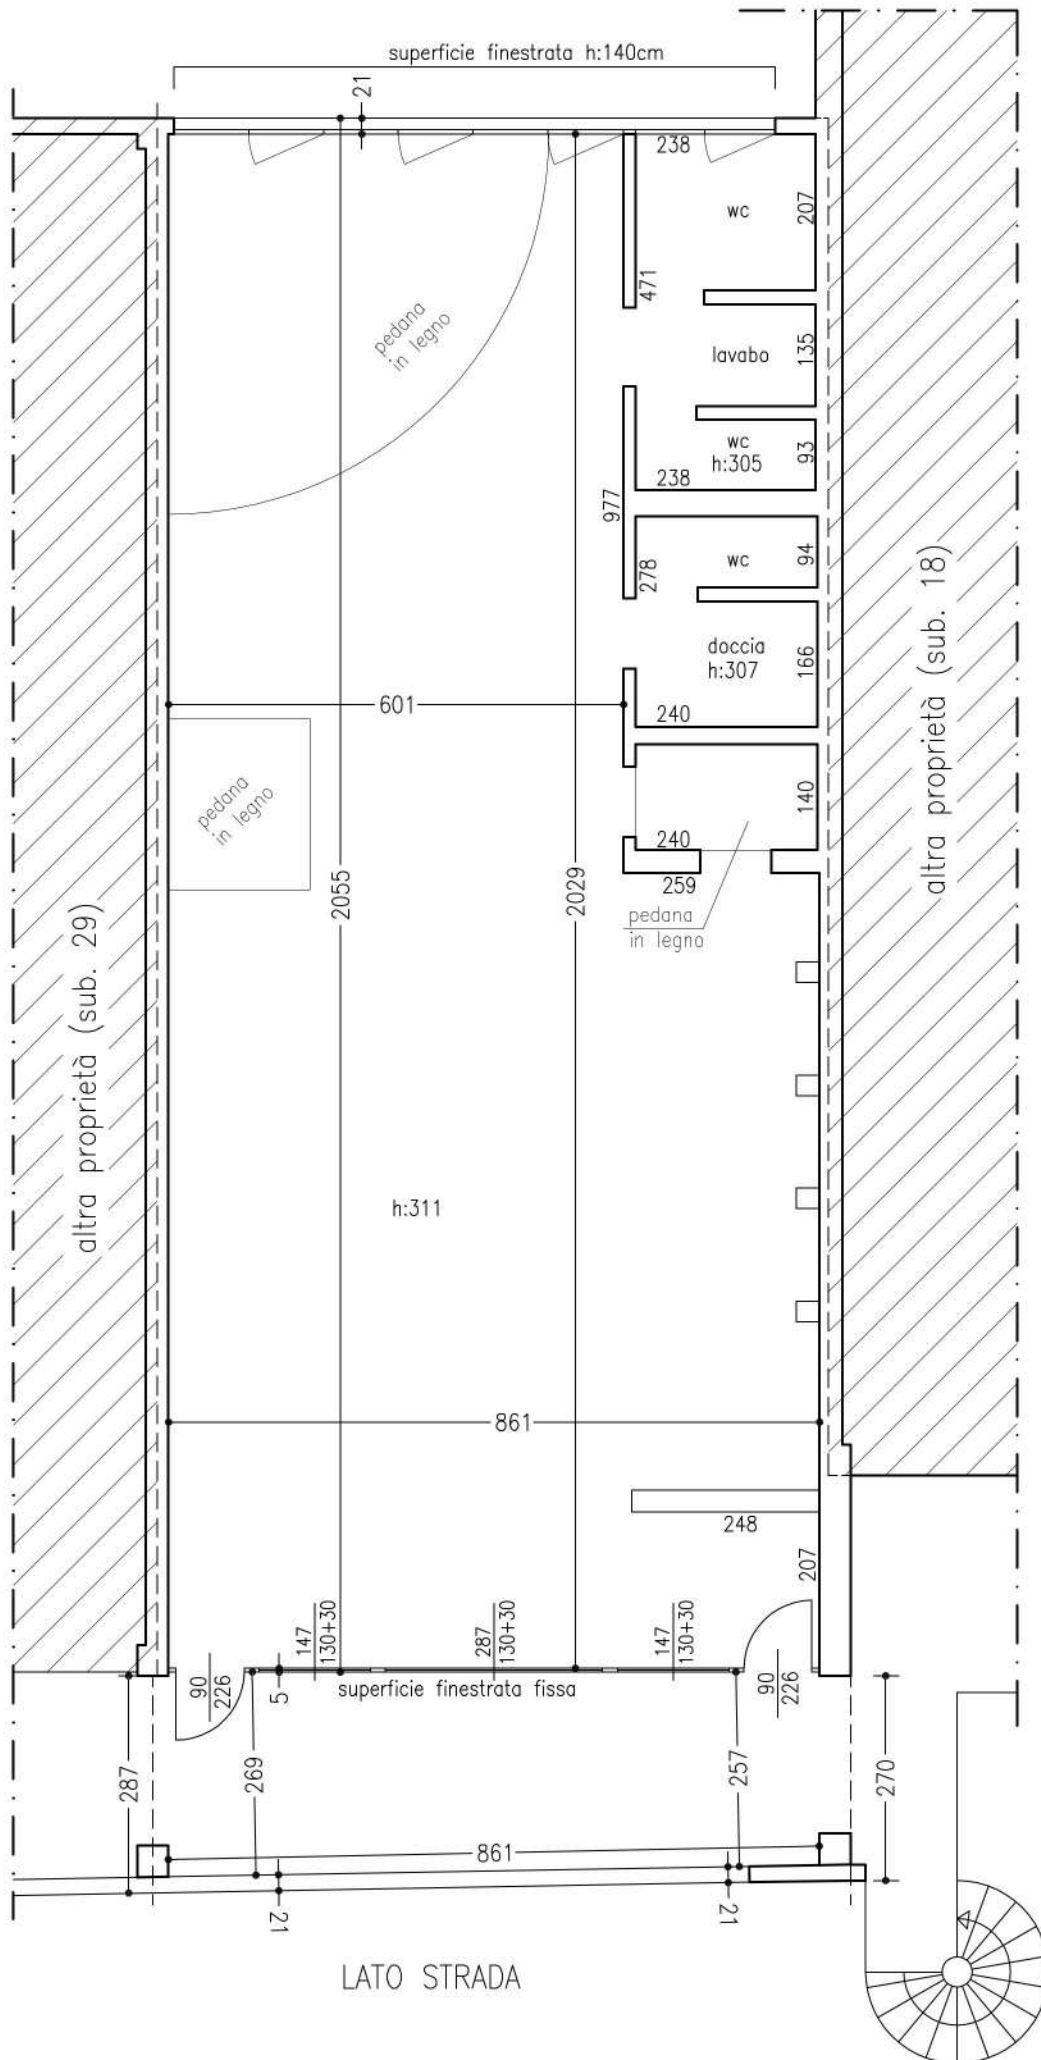 superficie finestrata h:140cm
21
238
wc
207
471
pedana
in legno
lavabo
135
wc
h:305
93
238
977
wc
94
278
doccia
h:307
166
601
240
altra proprietà (sub. 18)
pedana
in legno
140
240
259
2055
2029
pedana
in legno
altra proprietà (sub. 29)
h:311
861
248
207
147
130+30
287
130+30
147
130+30
90
226
5
superficie finestrata fissa
90
226
287
269
257
270
861
21
21
LATO STRADA